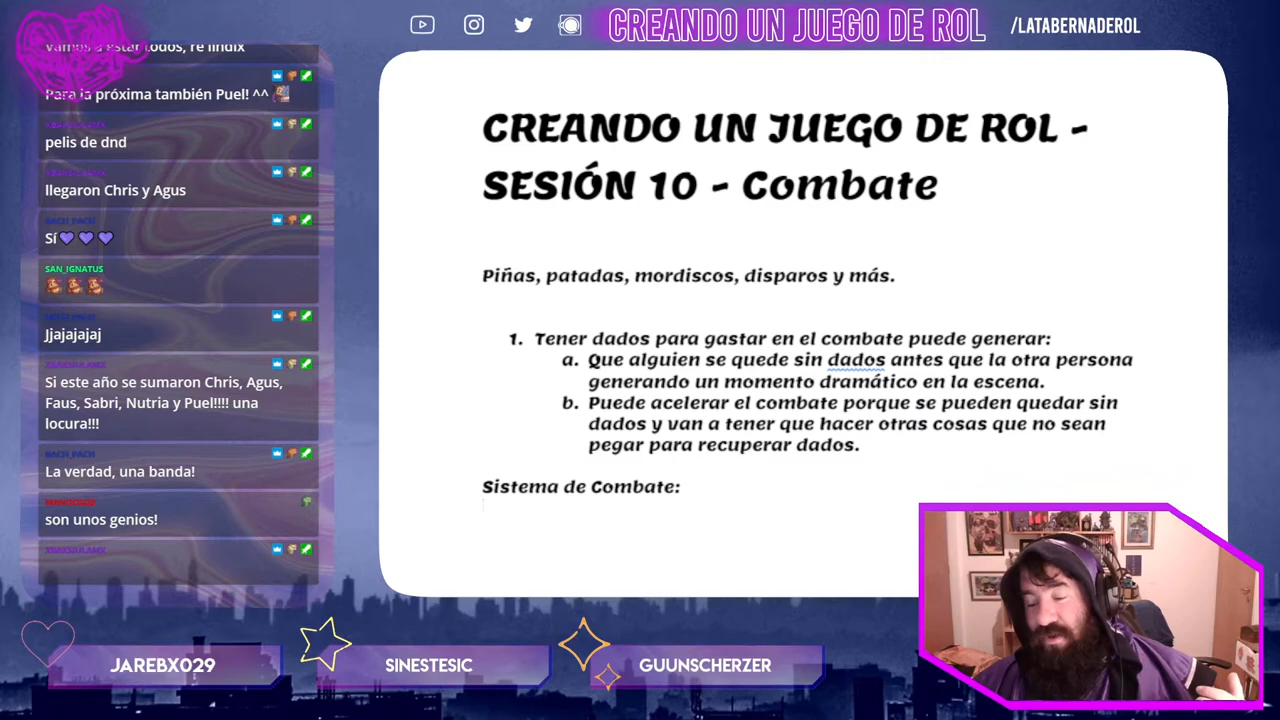 CREANDO UN JUEGO DE ROL
/LATABERNADEROL
Vamos a estar todos, re lindix
Para la próxima también Puel! ^^
pelis de dnd
llegaron Chris y Agus
Sí
SAN_IGNATUS
Jjajajajaj
Si este año se sumaron Chris, Agus,
Faus, Sabri, Nutria y Puel!!!! una
locura!!!
La verdad, una banda!
son unos genios!
CREANDO UN JUEGO DE ROL -
SESIÓN 10 - Combate
Piñas, patadas, mordiscos, disparos y más.
1. Tener dados para gastar en el combate puede generar:
a. Que alguien se quede sin dados antes que la otra persona
generando un momento dramático en la escena.
b. Puede acelerar el combate porque se pueden quedar sin
dados y van a tener que hacer otras cosas que no sean
pegar para recuperar dados.
Sistema de Combate:
JAREBX029
SINESTESIC
GUUNSCHERZER